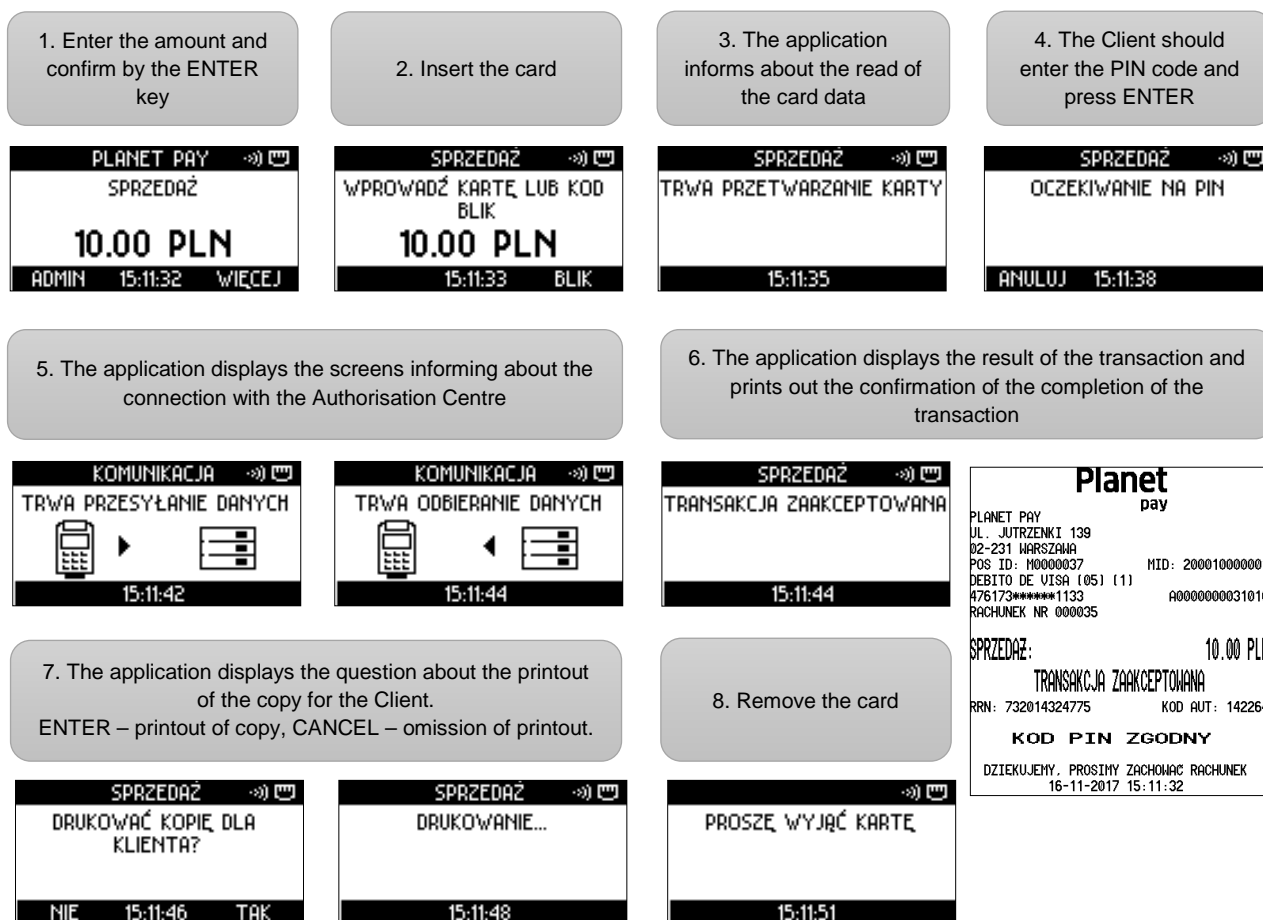 1. Enter the amount and
confirm by the ENTER
key
2. Insert the card
3. The application
informs about the read of
the card data
4. The Client should
enter the PIN code and
press ENTER
PLANET PAY
SPRZEDAŻ
10.00 PLN
ADMIN 15:11:32 WIĘCEJ
SPRZEDAŻ
WPROWADŹ KARTĘ LUB KOD
BLIK
10.00 PLN
15:11:33 BLIK
SPRZEDAŻ
TRWA PRZETWARZANIE KARTY
15:11:35
SPRZEDAŻ
OCZEKIWANIE NA PIN
ANULUJ 15:11:38
5. The application displays the screens informing about the
connection with the Authorisation Centre
6. The application displays the result of the transaction and
prints out the confirmation of the completion of the
transaction
KOMUNIKACJA
TRWA PRZESYŁANIE DANYCH
15:11:42
KOMUNIKACJA
TRWA ODBIERANIE DANYCH
15:11:44
SPRZEDAŻ
TRANSAKCJA ZAAKCEPTOWANA
15:11:44
Planet
pay
PLANET PAY
UL. JUTRZENKI 139
02-231 WARSZAWA
POS ID: M0000037 MID: 20001000000
DEBITO DE VISA (05) (1)
476173******1133 A000000003101
RACHUNEK NR 000035
SPRZEDAŻ: 10.00 PL
TRANSAKCJA ZAAKCEPTOWANA
RRN: 732014324775 KOD AUT: 14226
KOD PIN ZGODNY
DZIEKUJEMY, PROSIMY ZACHOWAĆ RACHUNEK
16-11-2017 15:11:32
7. The application displays the question about the printout
of the copy for the Client.
ENTER – printout of copy, CANCEL – omission of printout.
8. Remove the card
SPRZEDAŻ
DRUKOWAĆ KOPIĘ DLA
KLIENTA?
NIE 15:11:46 TAK
SPRZEDAŻ
DRUKOWANIE...
15:11:48
PROSZĘ WYJĄĆ KARTĘ
15:11:51